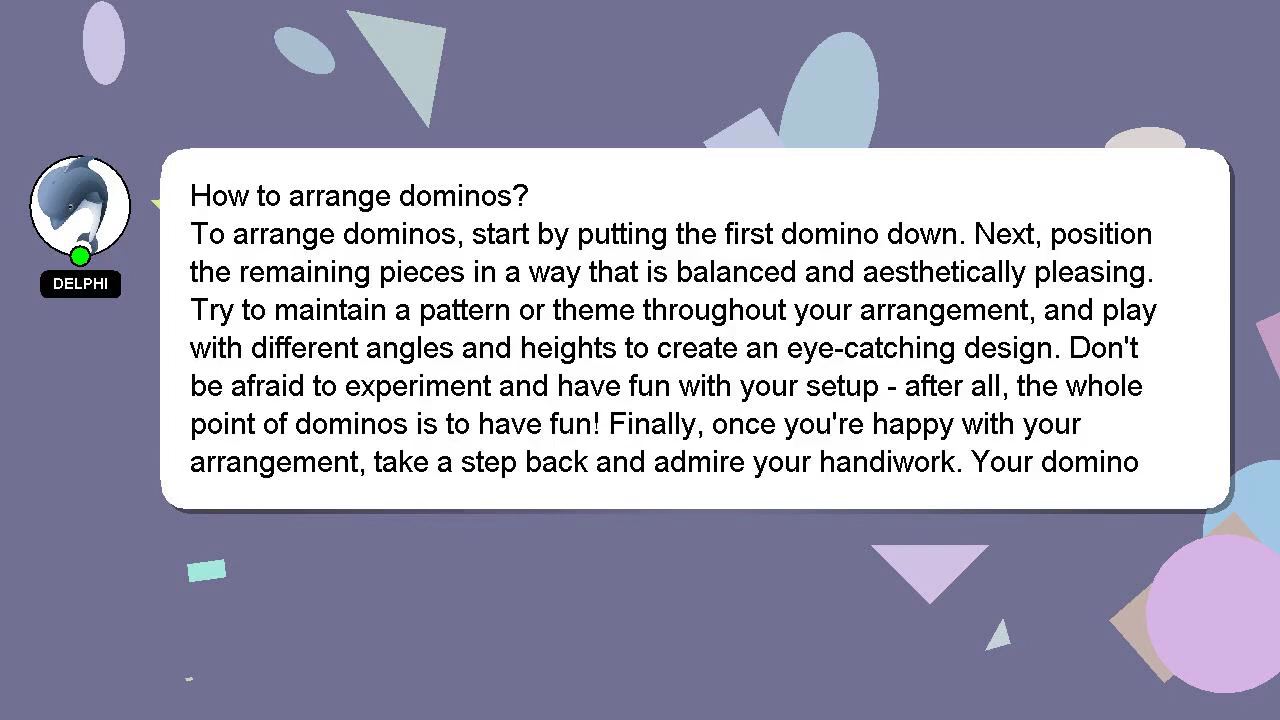 How to arrange dominos?
To arrange dominos, start by putting the first domino down. Next, position
the remaining pieces in a way that is balanced and aesthetically pleasing.
Try to maintain a pattern or theme throughout your arrangement, and play
with different angles and heights to create an eye-catching design. Don't
be afraid to experiment and have fun with your setup - after all, the whole
point of dominos is to have fun! Finally, once you're happy with your
arrangement, take a step back and admire your handiwork. Your domino
DELPHI